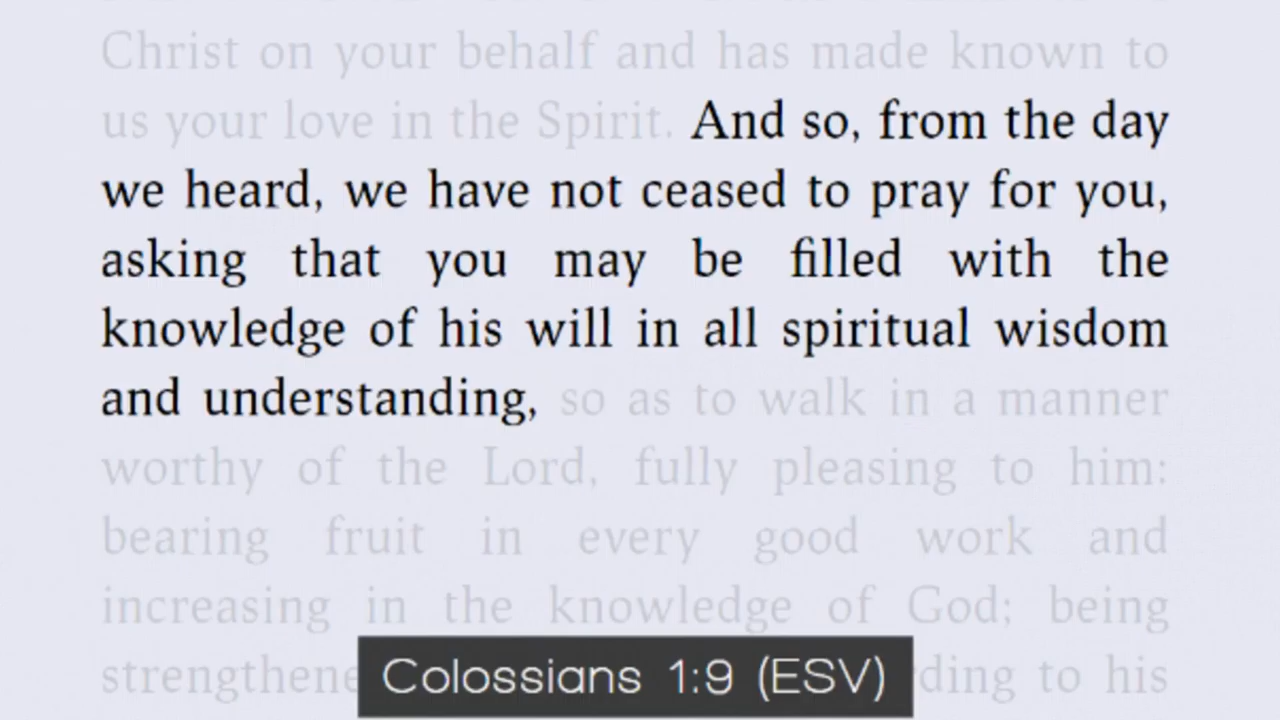 Christ on your behalf and has made known to
us your love in the Spirit. And so, from the day
we heard, we have not ceased to pray for you,
asking that you may be filled with the
knowledge of his will in all spiritual wisdom
and understanding, so as to walk in a manner
worthy of the Lord, fully pleasing to him:
bearing fruit in every good work and
increasing in the knowledge of God; being
to his
Colossians 1:9 (ESV)